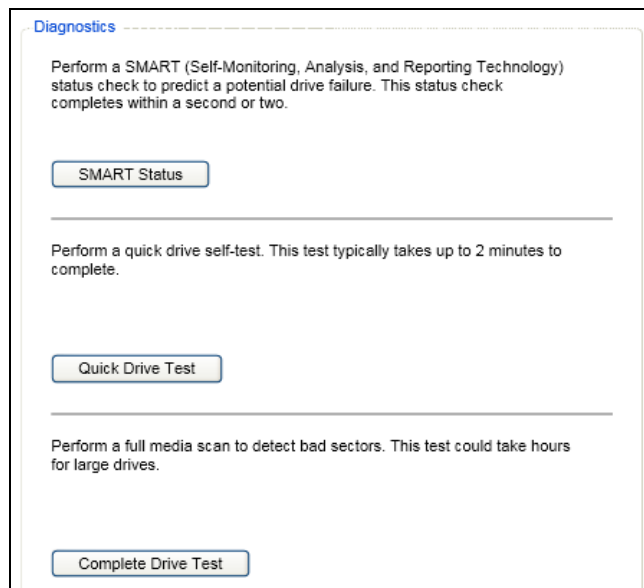 Diagnostics
Perform a SMART (Self-Monitoring, Analysis, and Reporting Technology)
status check to predict a potential drive failure. This status check
completes within a second or two.
SMART Status
Perform a quick drive self-test. This test typically takes up to 2 minutes to
complete.
Quick Drive Test
Perform a full media scan to detect bad sectors. This test could take hours
for large drives.
Complete Drive Test